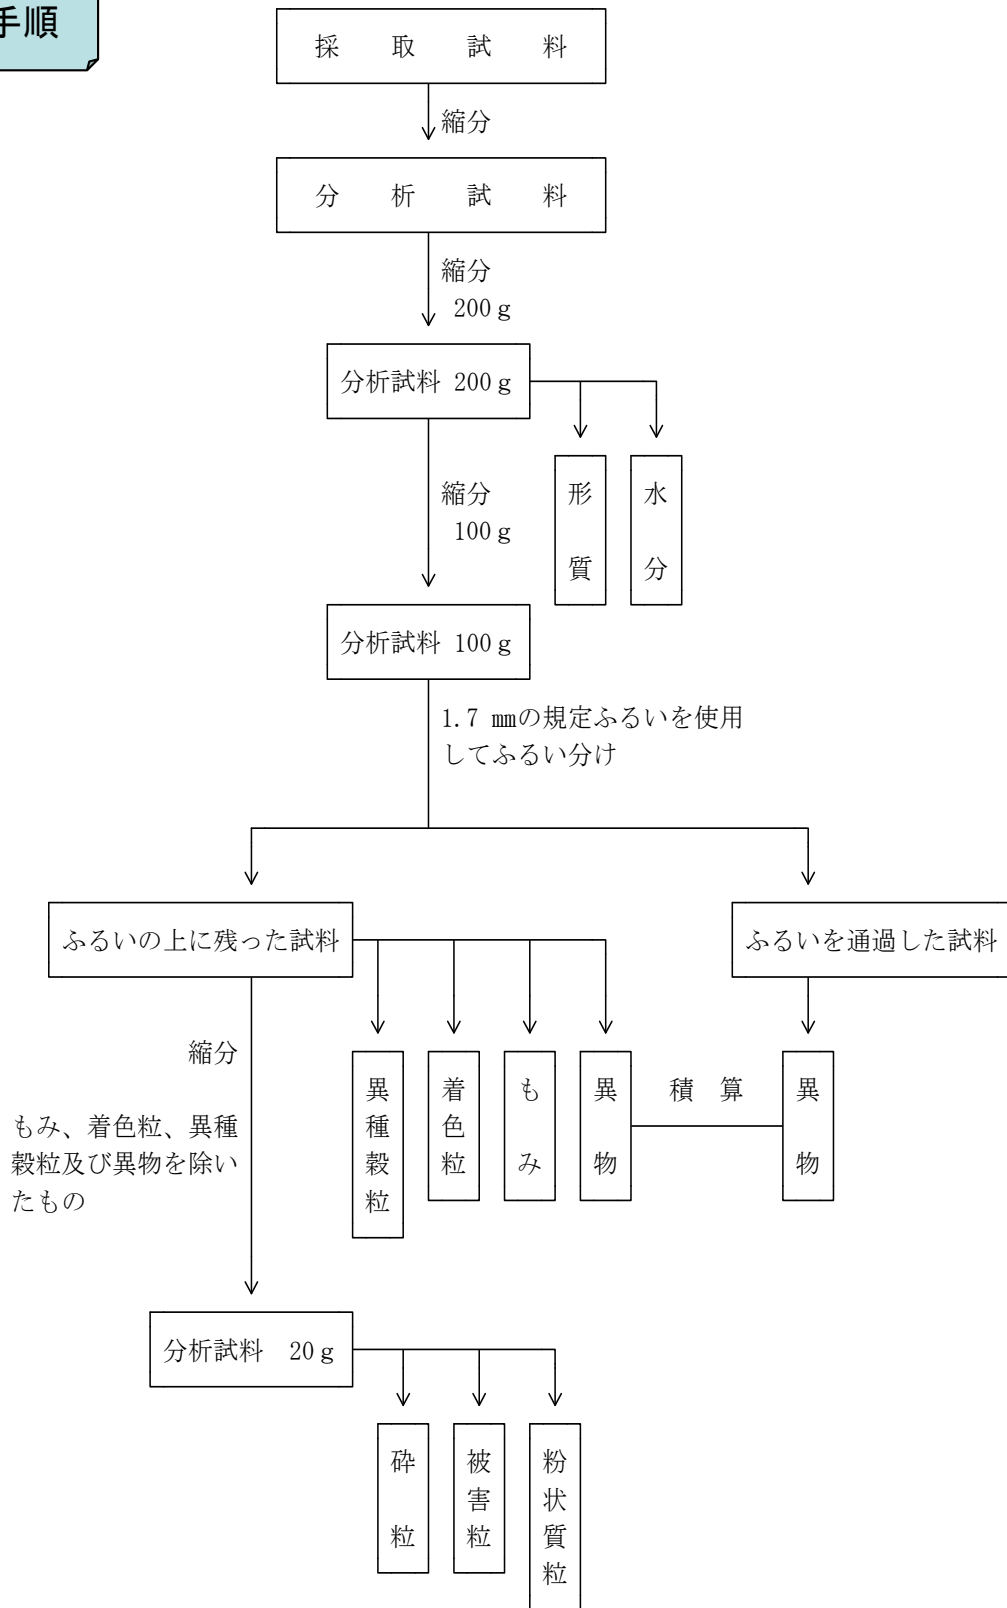 手順
採取試料
縮分
分析試料
縮分
200ｇ
分析試料 200ｇ
縮分
100ｇ
形質
水分
分析試料 100ｇ
1.7 ㎜の規定ふるいを使用
してふるい分け
ふるいの上に残った試料
ふるいを通過した試料
縮分
もみ、着色粒、異種
穀粒及び異物を除い
たもの
異種穀粒
着色粒
もみ
異物
積算
異物
分析試料 20ｇ
砕粒
被害粒
粉状質粒